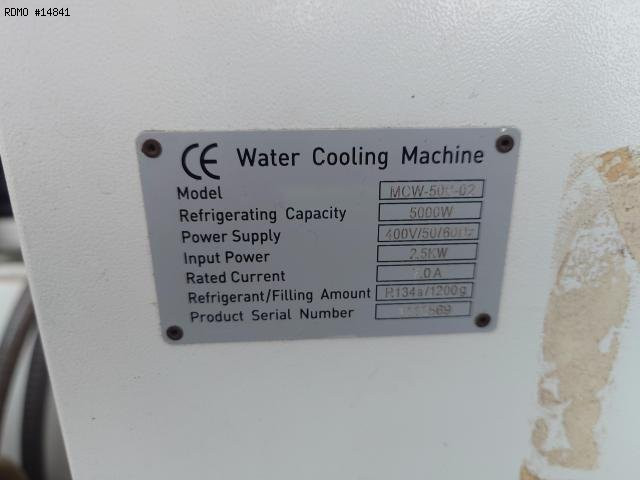 RDMO #14841
CE Water Cooling Machine
Model
Refrigerating Capacity 5000W
Power Supply 400V/50/60Hz
Input Power 2.5KW
Rated Current
Refrigerant/Filling Amount R134a/1200g
Product Serial Number